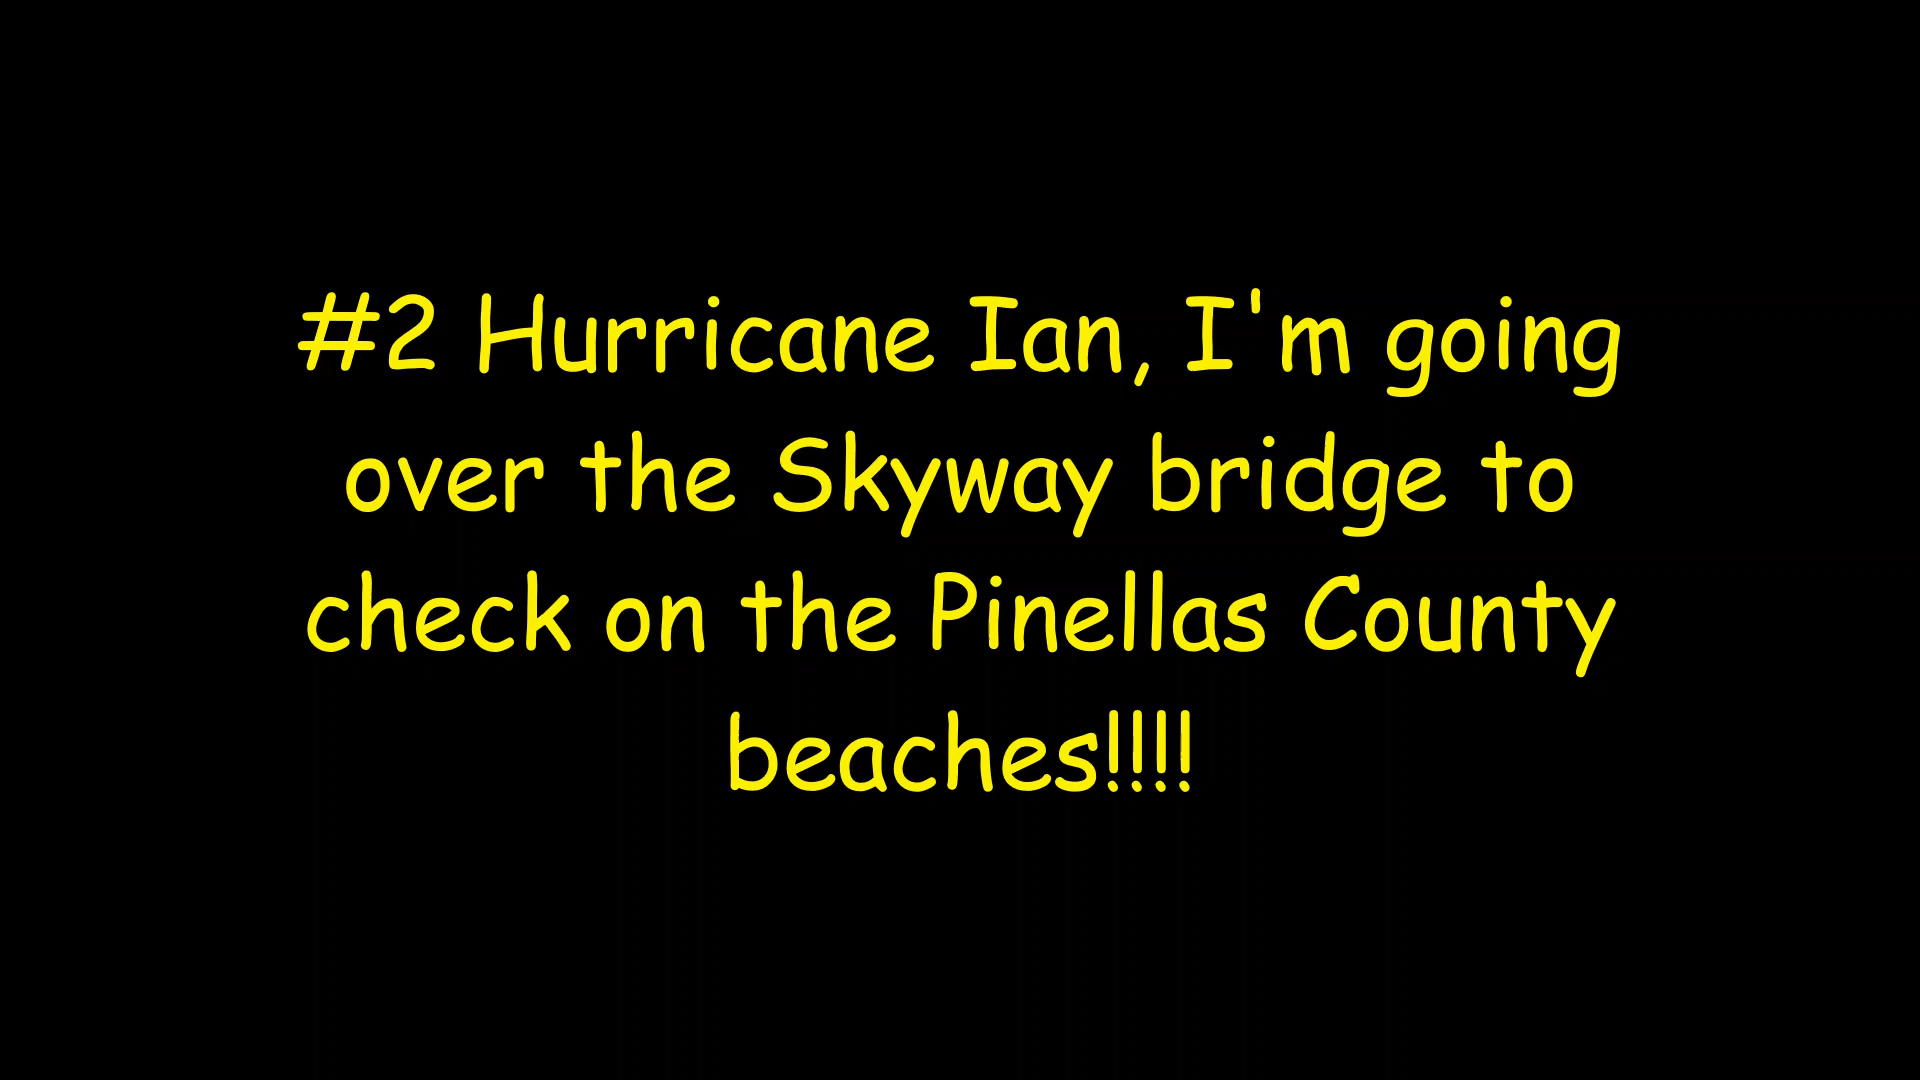 #2 Hurricane Ian, I'm going
over the Skyway bridge to
check on the Pinellas County
beaches!!!!